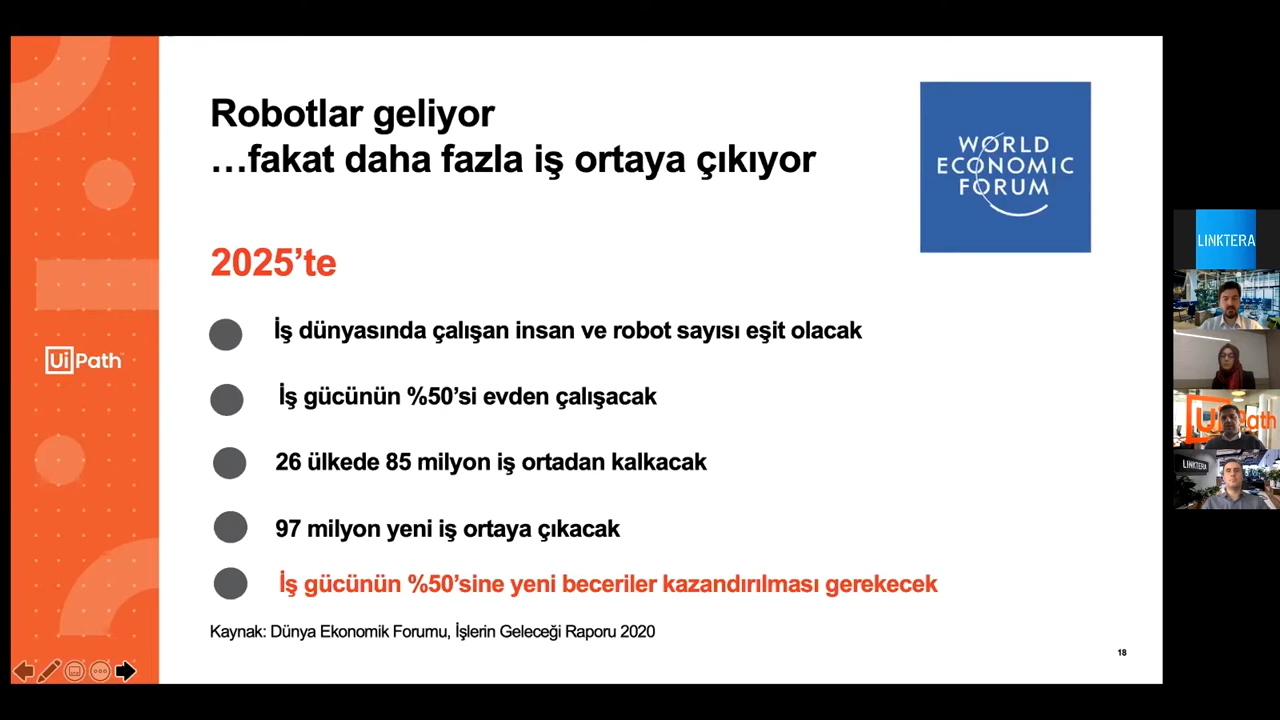 Robotlar geliyor
...fakat daha fazla iş ortaya çıkıyor
WORLD
ECONOMIC
FORUM
2025’te
İş dünyasında çalışan insan ve robot sayısı eşit olacak
İş gücünün %50’si evden çalışacak
26 ülkede 85 milyon iş ortadan kalkacak
97 milyon yeni iş ortaya çıkacak
İş gücünün %50’sine yeni beceriler kazandırılması gerekecek
Kaynak: Dünya Ekonomik Forumu, İşlerin Geleceği Raporu 2020
18
UiPath
LINKTERA
UiPath
LINKTERA